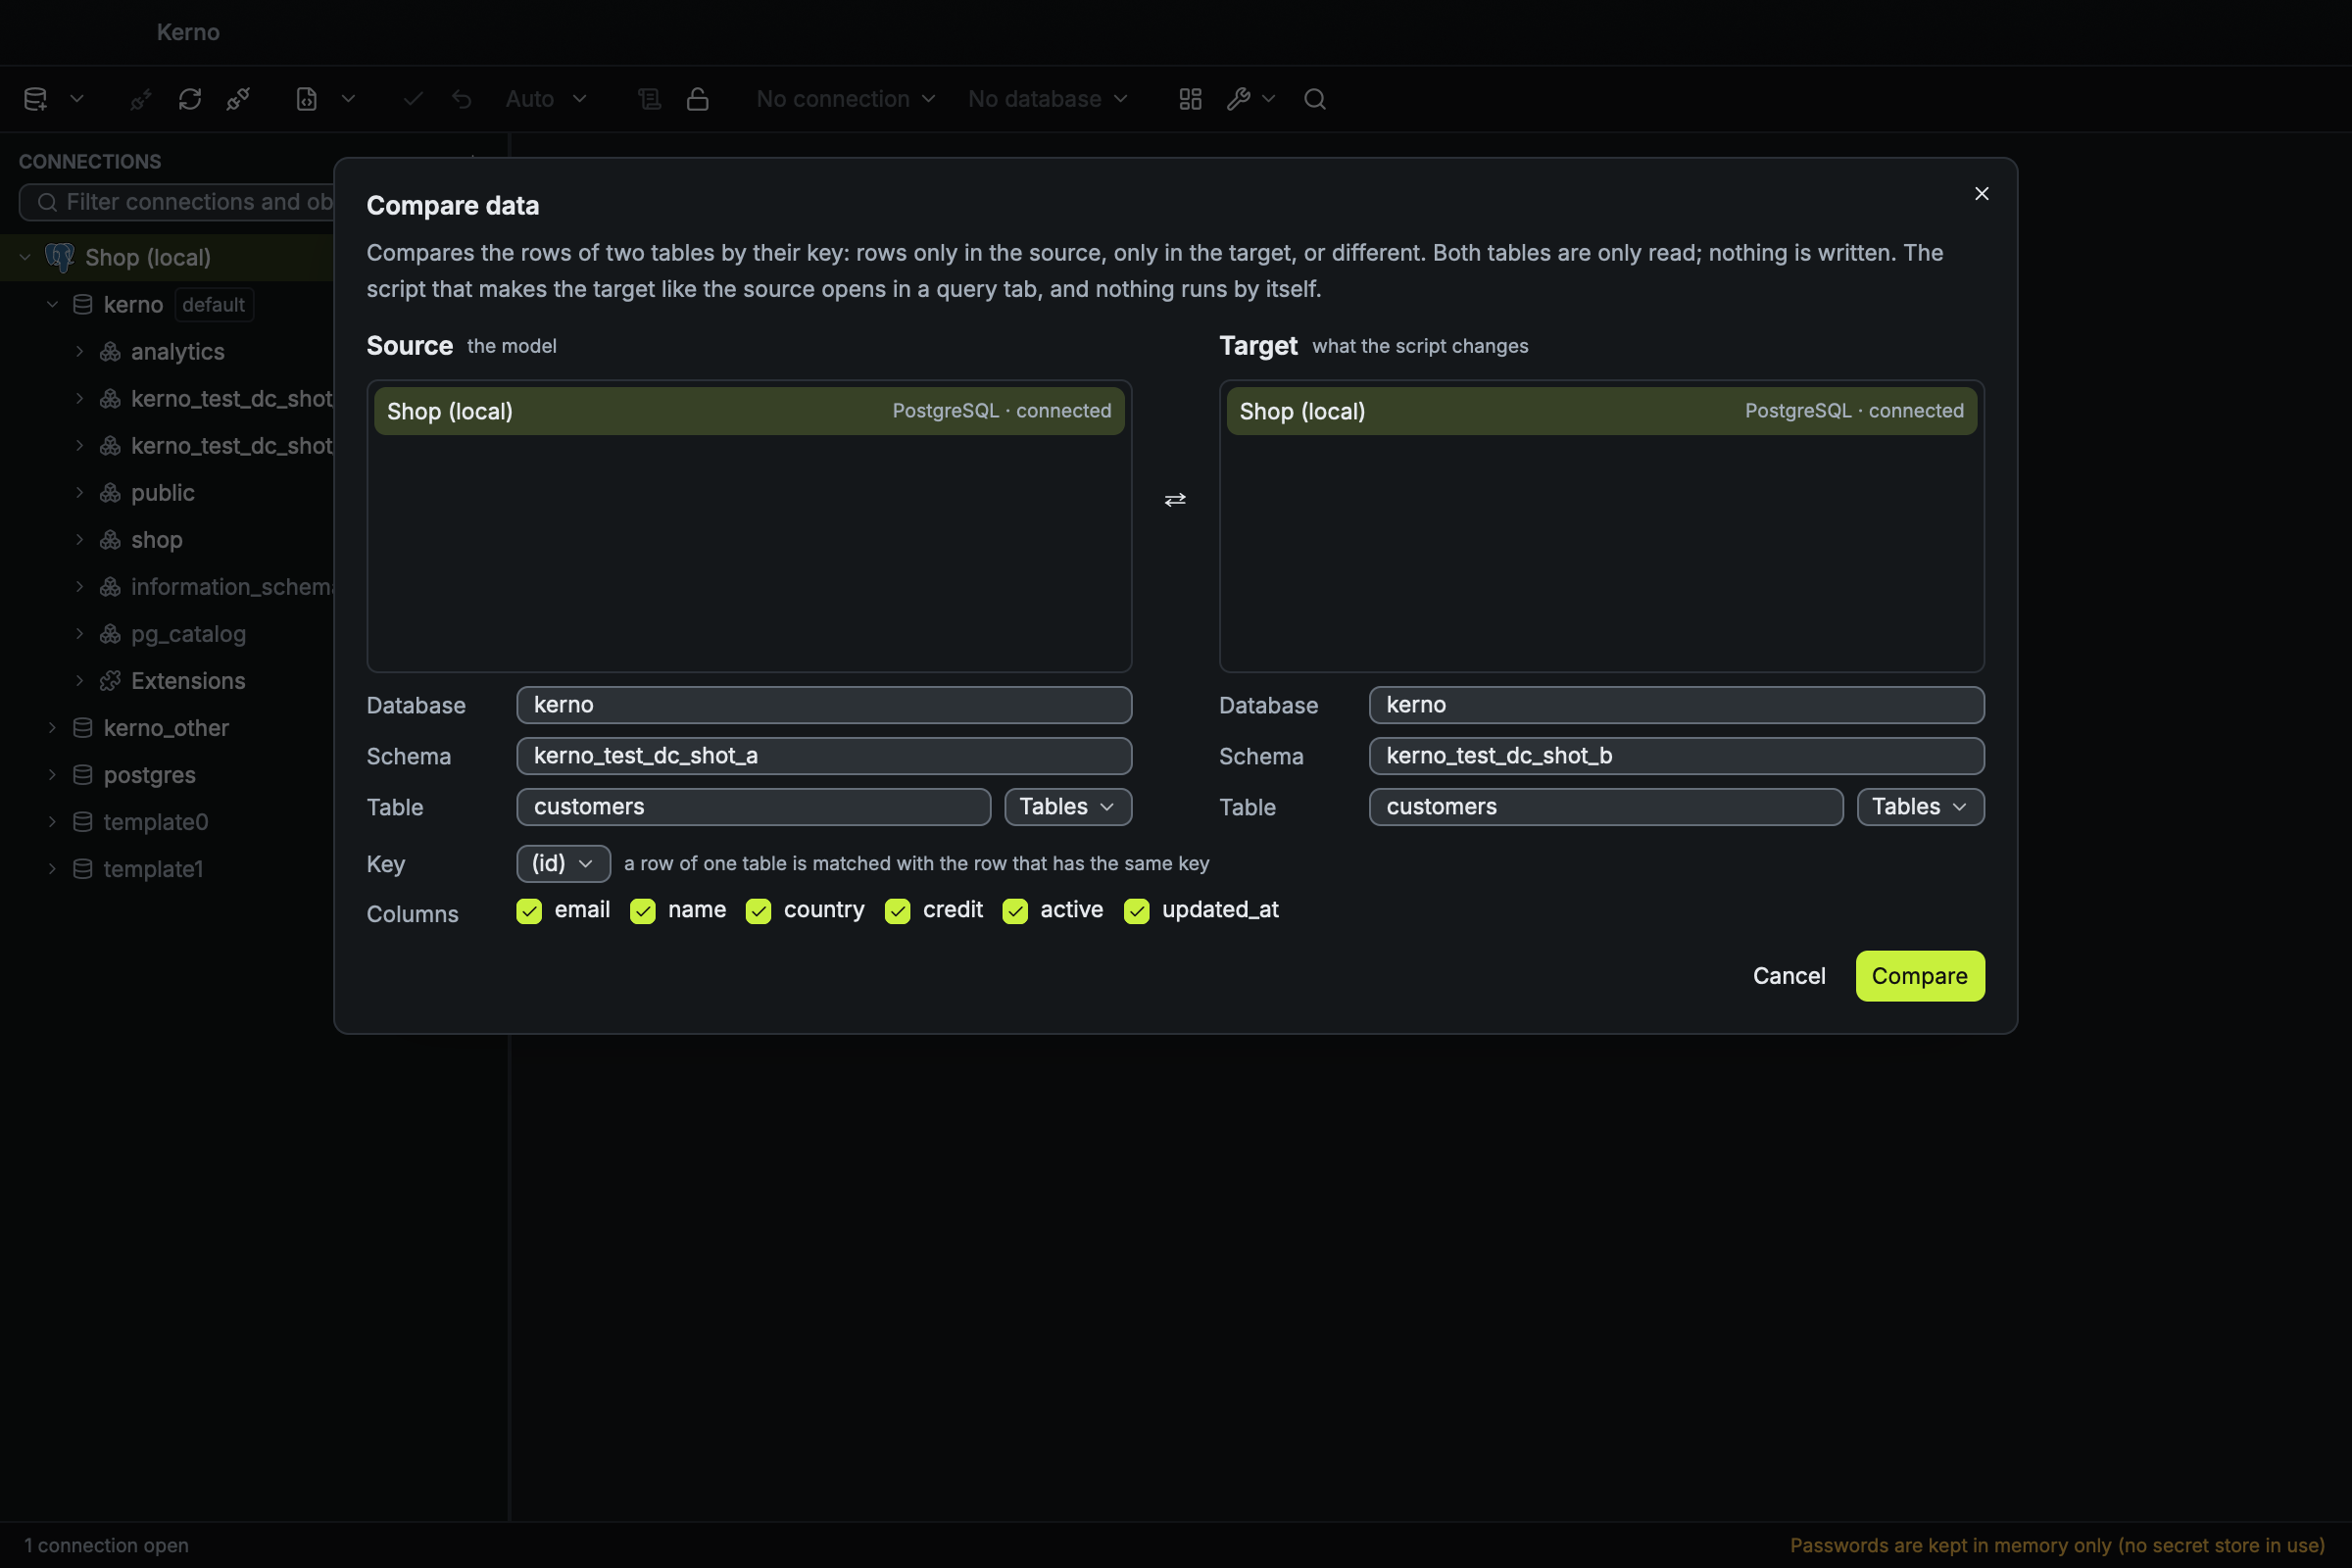 Kerno
Auto
No connection
No database
CONNECTIONS
Filter connections and ob
Shop (local)
kerno default
analytics
kerno_test_dc_shot
kerno_test_dc_shot
public
shop
information_schema
pg_catalog
Extensions
kerno_other
postgres
template0
template1
Compare data
Compares the rows of two tables by their key: rows only in the source, only in the target, or different. Both tables are only read; nothing is written. The
script that makes the target like the source opens in a query tab, and nothing runs by itself.
Source the model
Shop (local) PostgreSQL · connected
Database kerno
Schema kerno_test_dc_shot_a
Table customers Tables
Target what the script changes
Shop (local) PostgreSQL · connected
Database kerno
Schema kerno_test_dc_shot_b
Table customers Tables
Key (id) a row of one table is matched with the row that has the same key
Columns email name country credit active updated_at
Cancel Compare
1 connection open
Passwords are kept in memory only (no secret store in use)